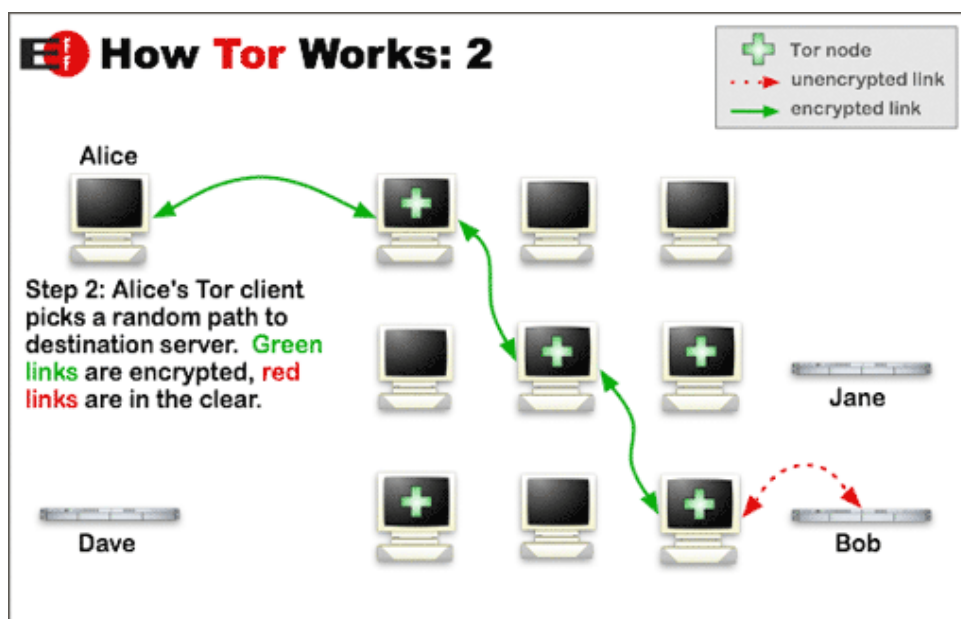 EFF How Tor Works: 2
Tor node
unencrypted link
encrypted link
Alice
Step 2: Alice's Tor client
picks a random path to
destination server. Green
links are encrypted, red
links are in the clear.
Jane
Dave
Bob